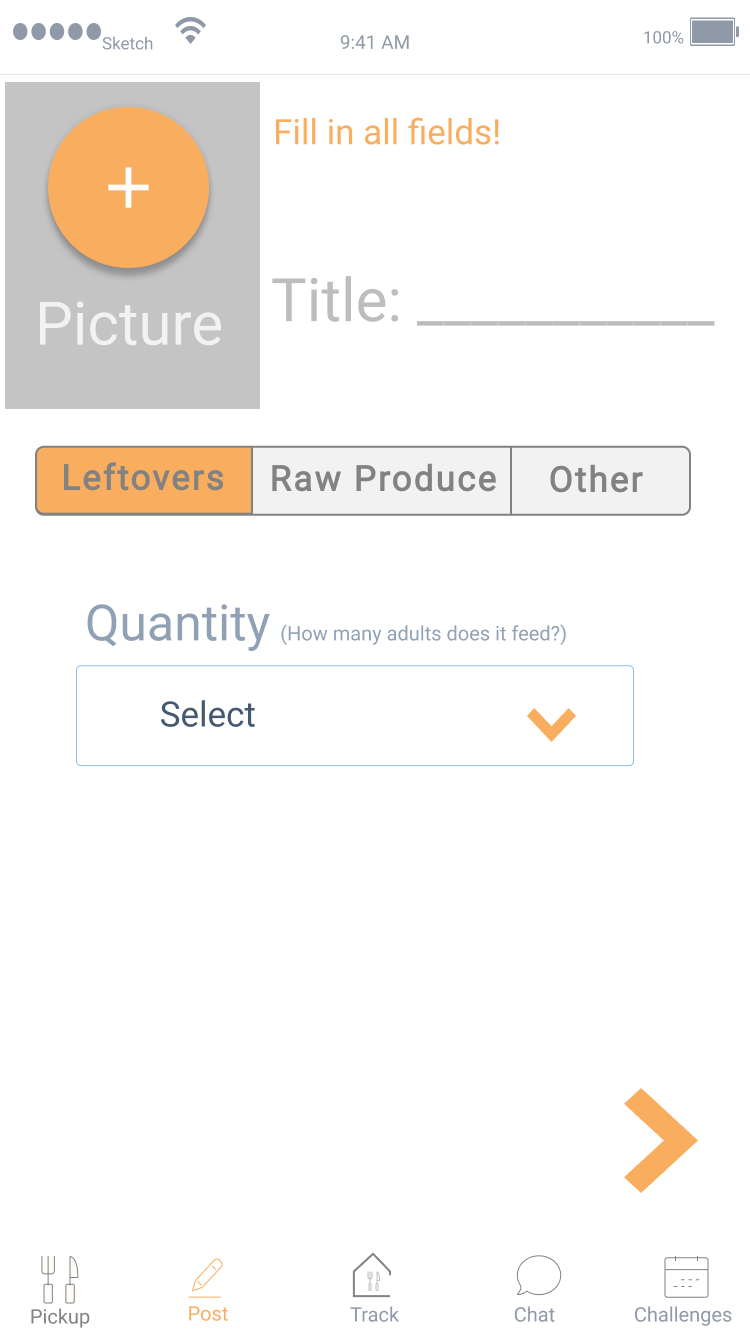 Sketch 9:41 AM 100%
Fill in all fields!
Title: ___________
Picture
Leftovers Raw Produce Other
Quantity (How many adults does it feed?)
Select
Pickup Post Track Chat Challenges